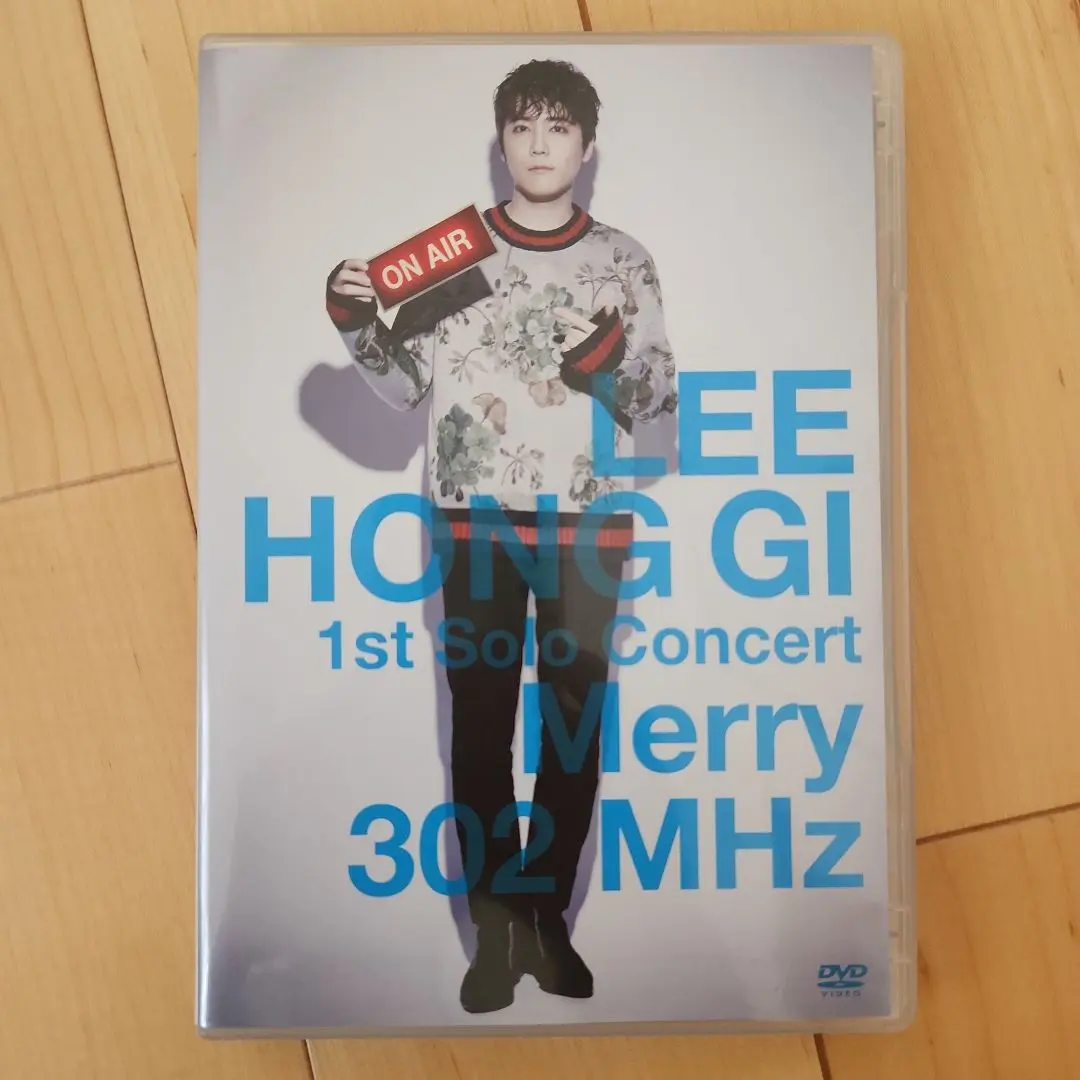 ON AIR
LEE
HONG GI
1st Solo Concert
Merry
302 MHz
DVD
VIDEO